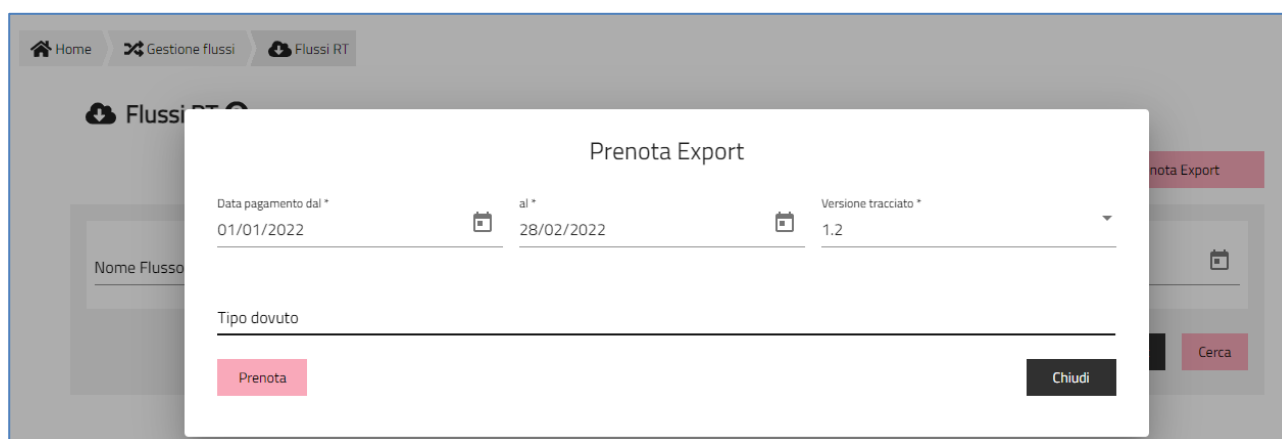 Home Gestione flussi Flussi RT
Flussi RT
Prenota Export
nota Export
Data pagamento dal * al * Versione tracciato *
01/01/2022 28/02/2022 1.2
Nome Flusso
Tipo dovuto
Prenota Chiudi Cerca